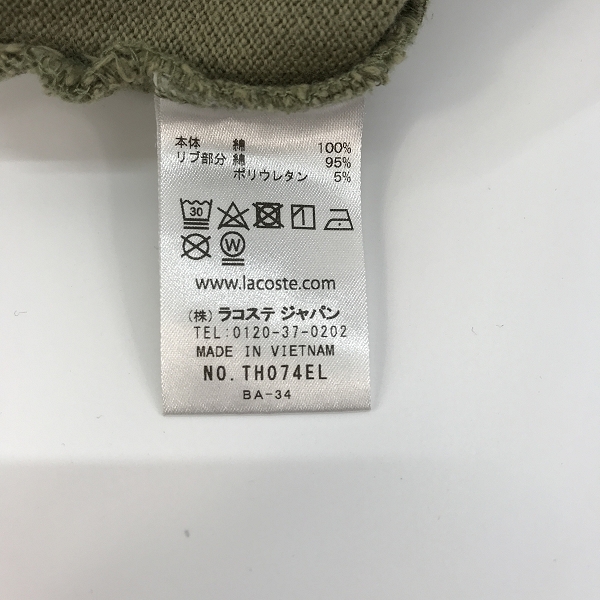 本体 綿 100%
リブ部分 綿 95%
ポリウレタン 5%
30
W
www.lacoste.com
(株) ラコステ ジャパン
TEL:0120-37-0202
MADE IN VIETNAM
NO. TH074EL
BA-34